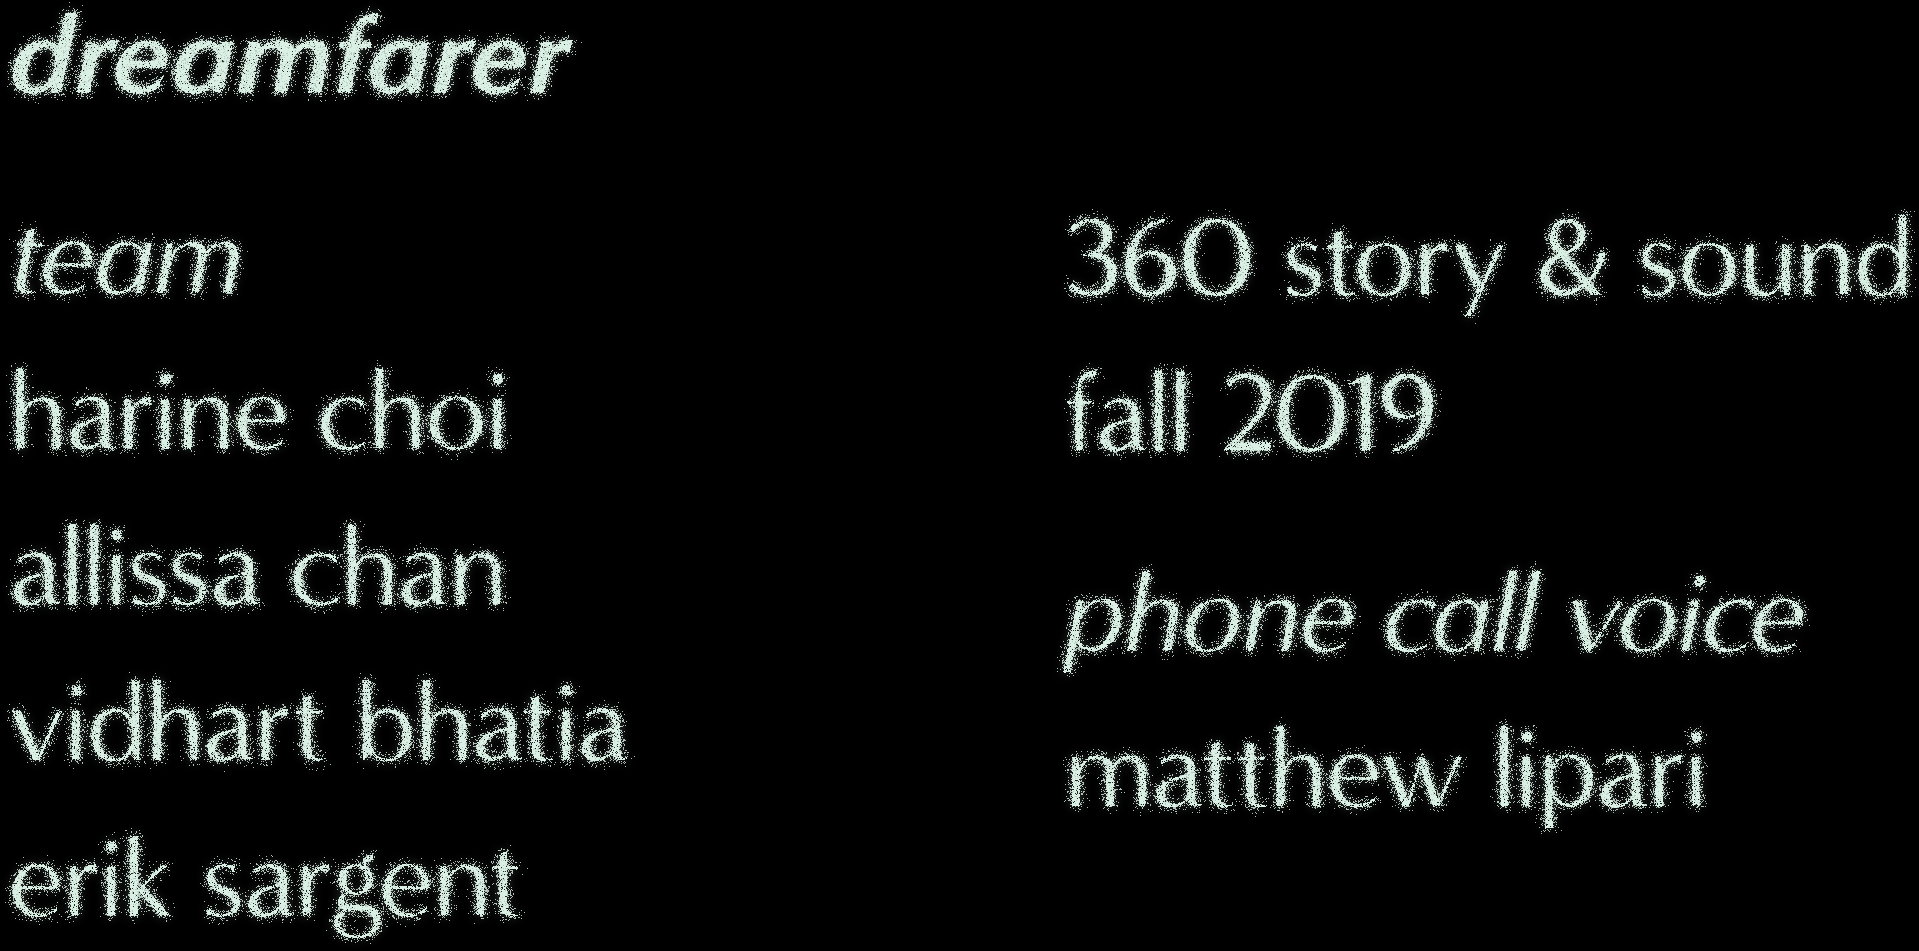 dreamfarer
team
harine choi
allissa chan
vidhart bhatia
erik sargent
360 story & sound
fall 2019
phone call voice
matthew lipari